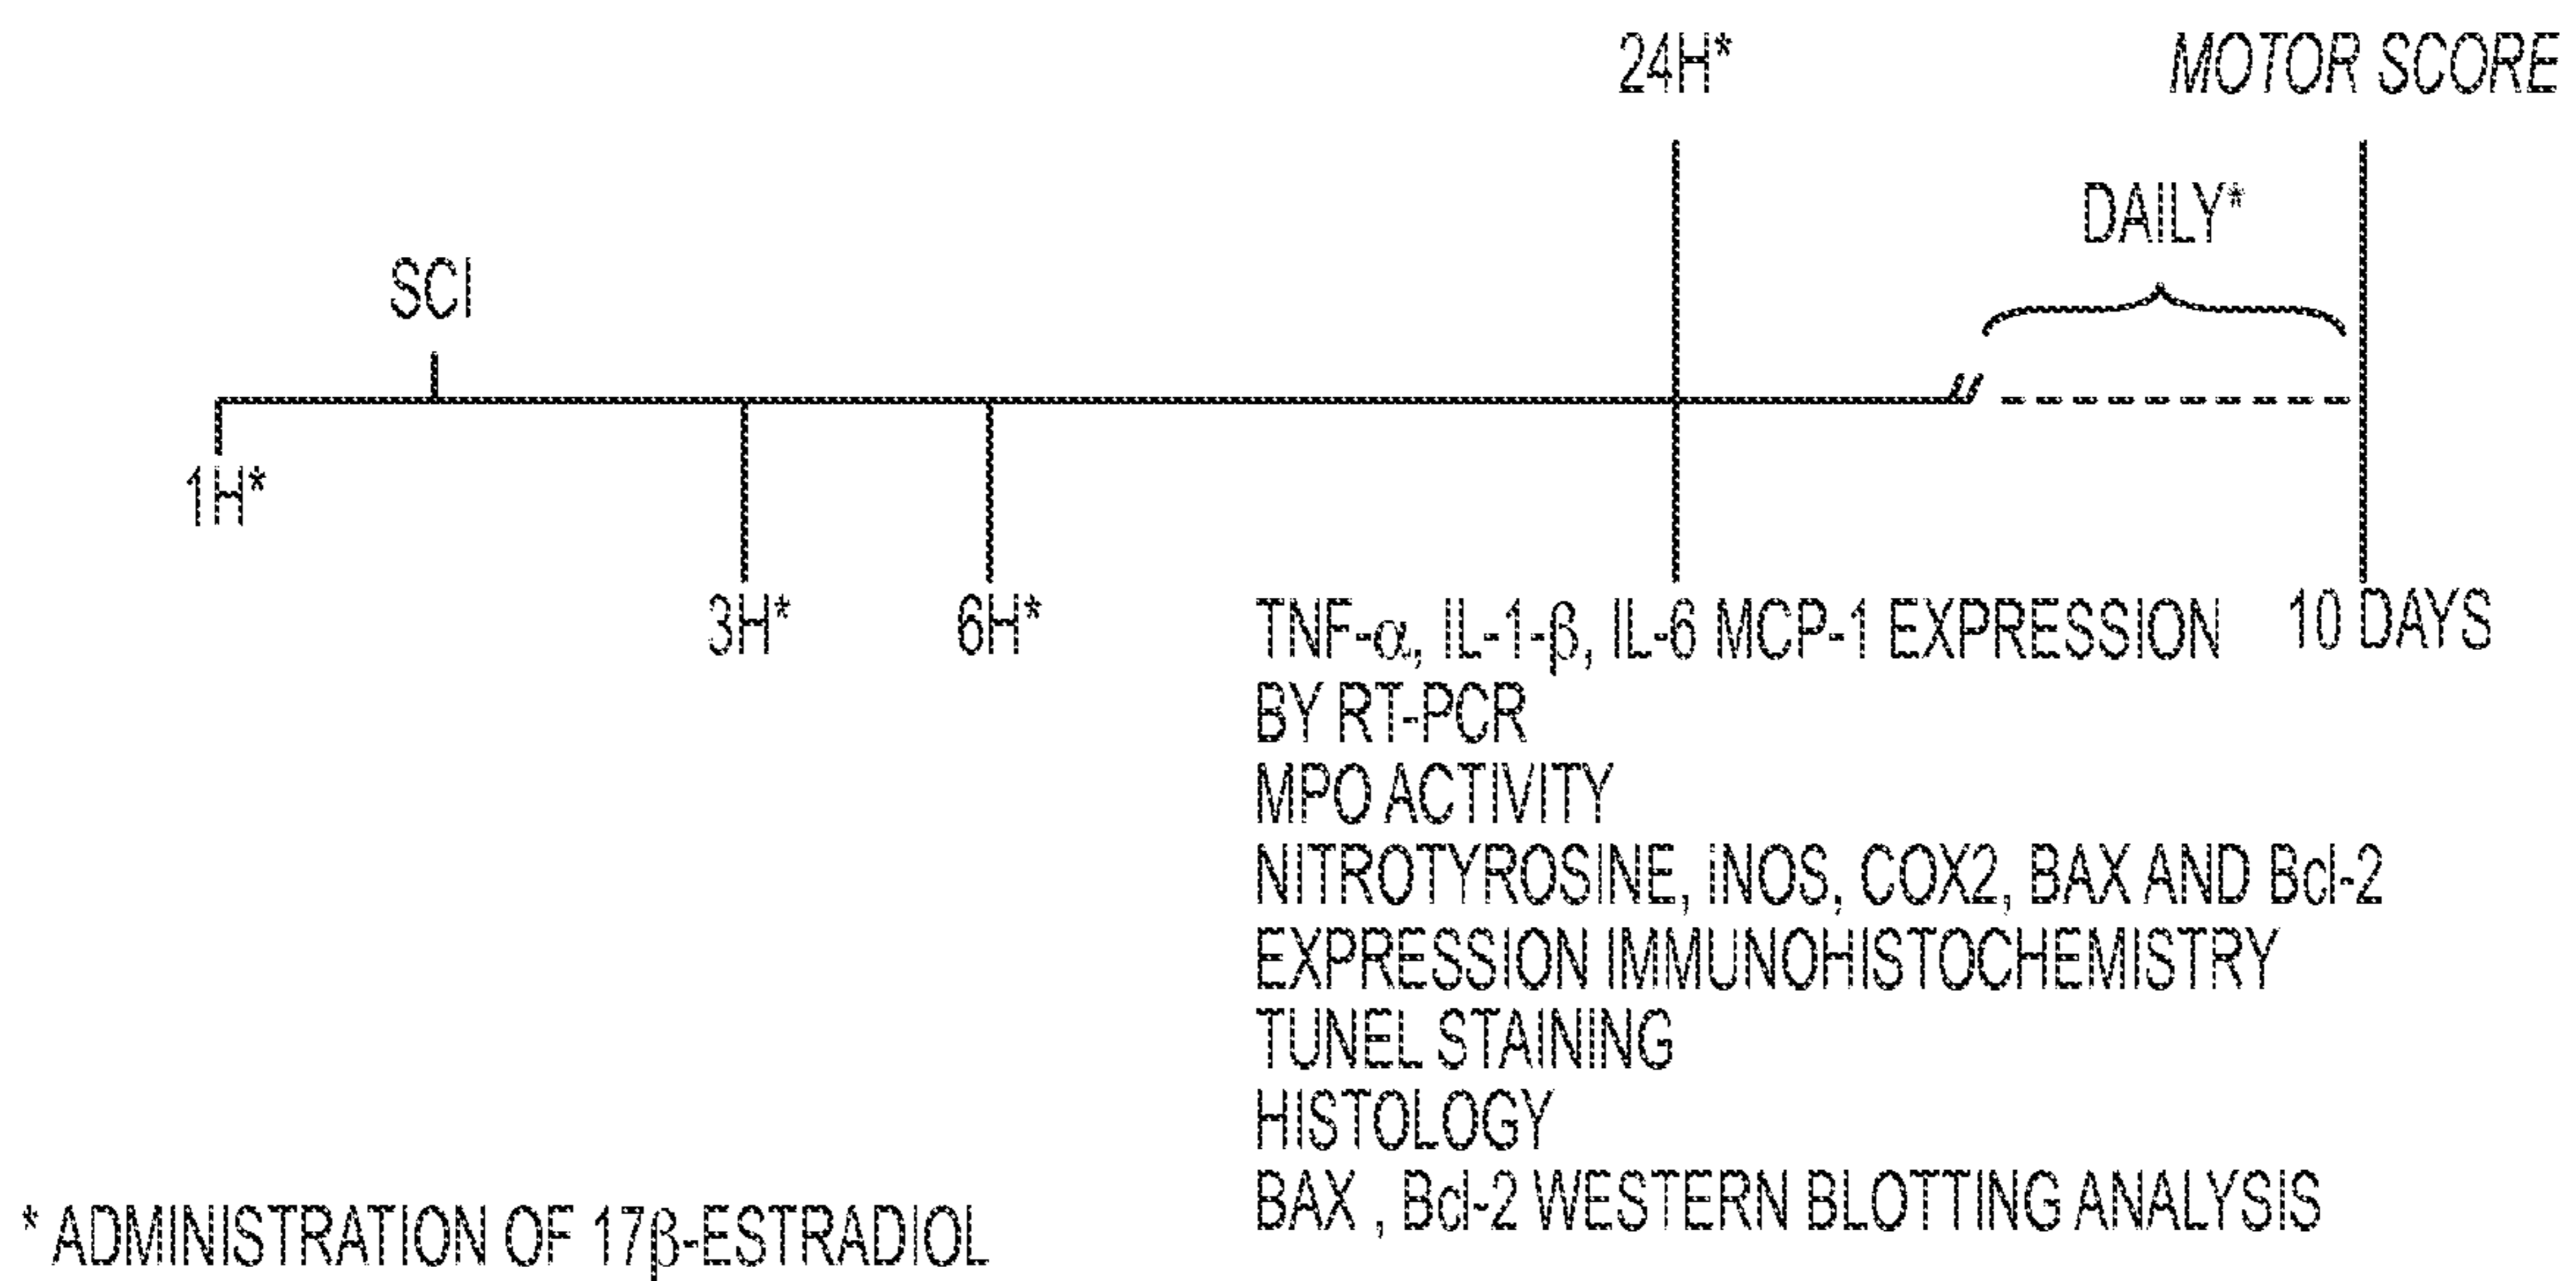 24H*
MOTOR SCORE
DAILY*
SCI
1H*
3H*
6H*
TNF-α, IL-1-β, IL-6 MCP-1 EXPRESSION
10 DAYS
BY RT-PCR
MPO ACTIVITY
NITROTYROSINE, iNOS, COX2, BAX AND Bcl-2
EXPRESSION IMMUNOHISTOCHEMISTRY
TUNEL STAINING
HISTOLOGY
BAX , Bcl-2 WESTERN BLOTTING ANALYSIS
* ADMINISTRATION OF 17β-ESTRADIOL